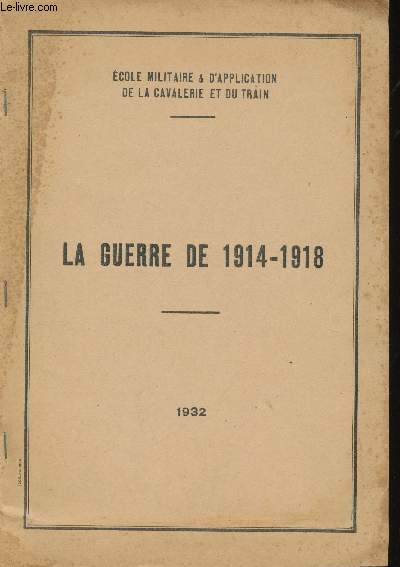 Le-livre.com
ÉCOLE MILITAIRE & D'APPLICATION
DE LA CAVALERIE ET DU TRAIN
LA GUERRE DE 1914-1918
1932